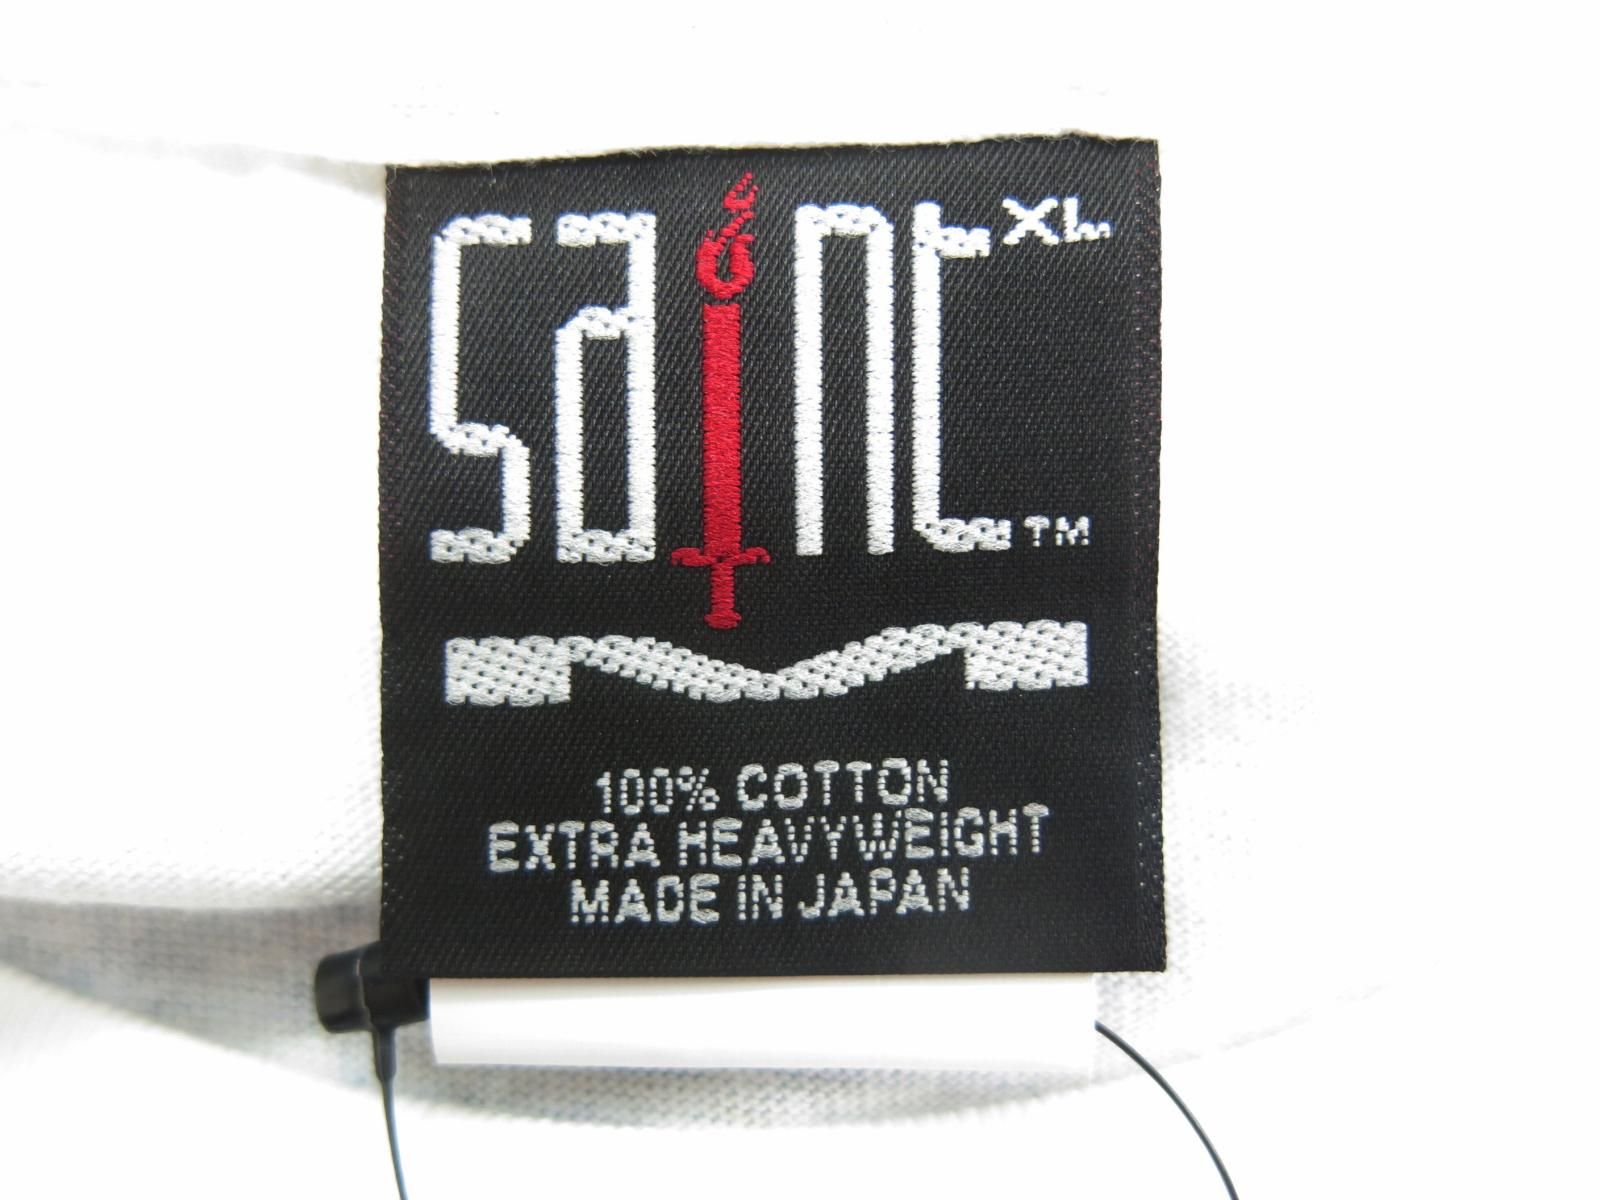 saint XL
TM
100% COTTON
EXTRA HEAVYWEIGHT
MADE IN JAPAN